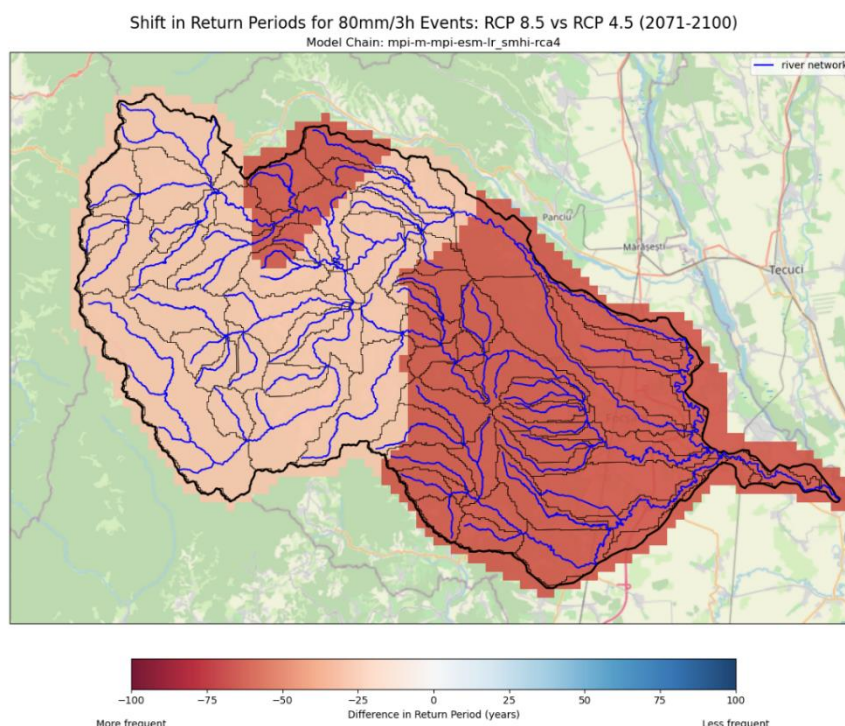 Shift in Return Periods for 80mm/3h Events: RCP 8.5 vs RCP 4.5 (2071-2100)
Model Chain: mpi-m-mpi-esm-lr_smhi-rca4
river network
Panciu
Mărășești
Tecuci
−100 −75 −50 −25 0 25 50 75 100
More frequent Difference in Return Period (years) Less frequent